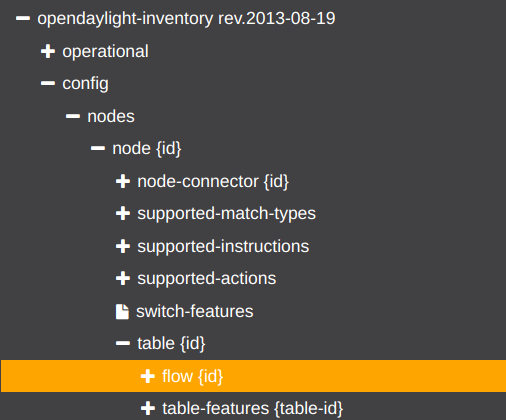 opendaylight-inventory rev.2013-08-19
operational
config
nodes
node {id}
node-connector {id}
supported-match-types
supported-instructions
supported-actions
switch-features
table {id}
flow {id}
table-features {table-id}